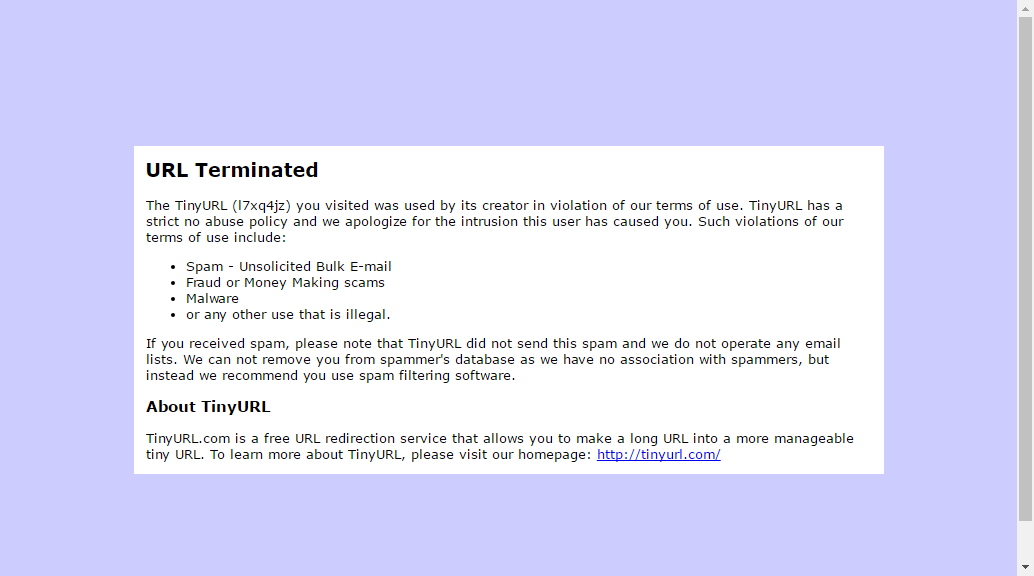 URL Terminated
The TinyURL (l7xq4jz) you visited was used by its creator in violation of our terms of use. TinyURL has a
strict no abuse policy and we apologize for the intrusion this user has caused you. Such violations of our
terms of use include:
• Spam - Unsolicited Bulk E-mail
• Fraud or Money Making scams
• Malware
• or any other use that is illegal.
If you received spam, please note that TinyURL did not send this spam and we do not operate any email
lists. We can not remove you from spammer's database as we have no association with spammers, but
instead we recommend you use spam filtering software.
About TinyURL
TinyURL.com is a free URL redirection service that allows you to make a long URL into a more manageable
tiny URL. To learn more about TinyURL, please visit our homepage: http://tinyurl.com/